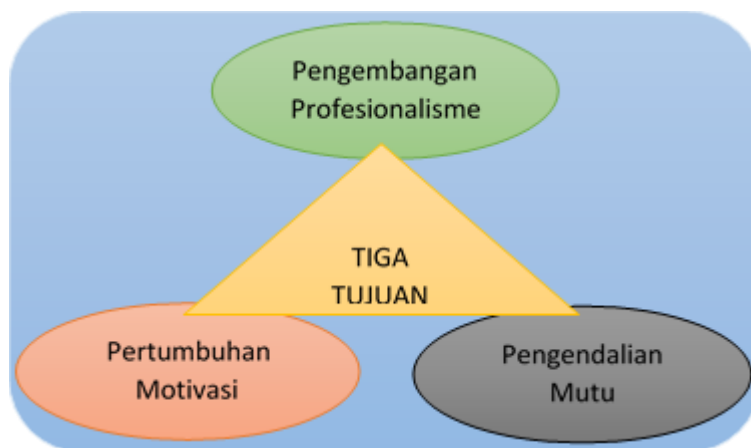 Pengembangan
Profesionalisme
TIGA
TUJUAN
Pertumbuhan
Motivasi
Pengendalian
Mutu